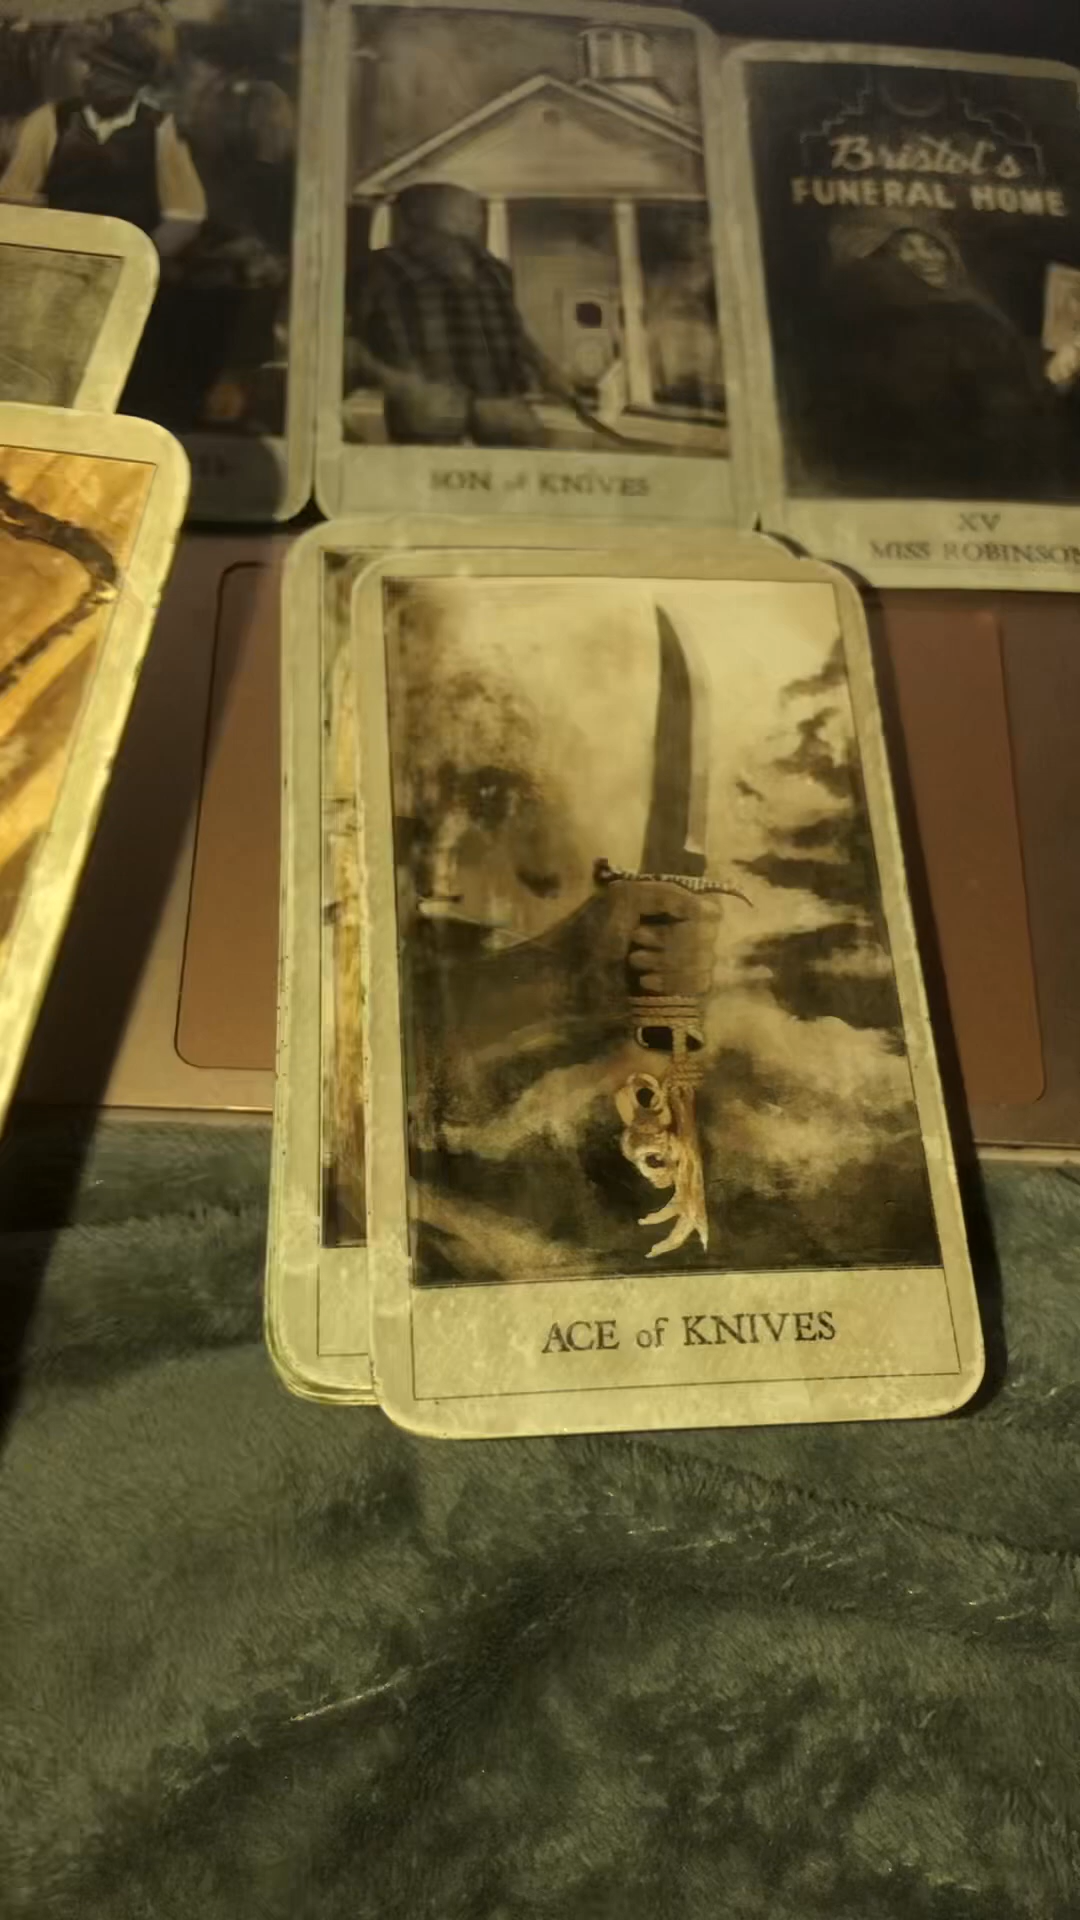 Bristol's
FUNERAL HOME
SON of KNIVES
XV
MISS ROBINSON
ACE of KNIVES